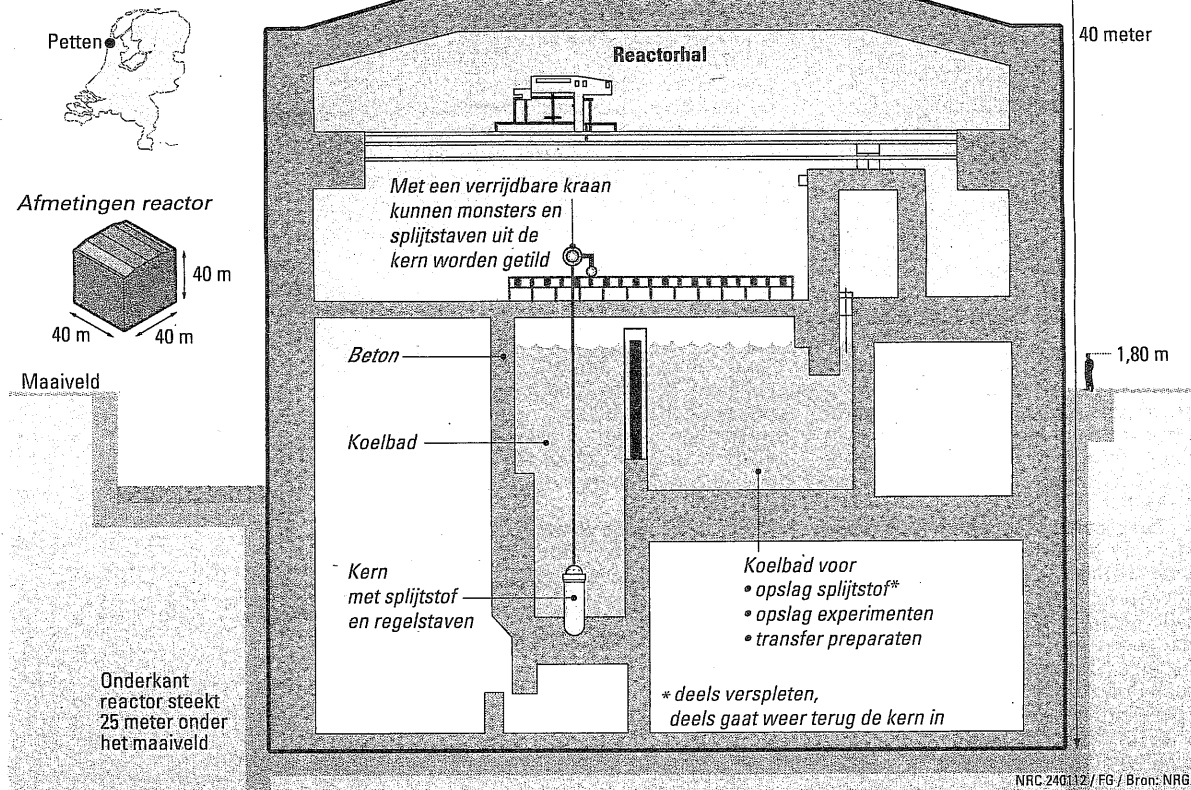 Petten
40 meter
Reactorhal
Met een verrijdbare kraan
kunnen monsters en
splijtstaven uit de
kern worden getild
Afmetingen reactor
40 m
40 m
40 m
Beton
1,80 m
Maaiveld
Koelbad
Kern
met splijtstof
en regelstaven
Koelbad voor
• opslag splijtstof*
• opslag experimenten
• transfer preparaten
Onderkant
reactor steekt
25 meter onder
het maaiveld
* deels verspleten,
deels gaat weer terug de kern in
NRC 240112 / FG / Bron: NRG